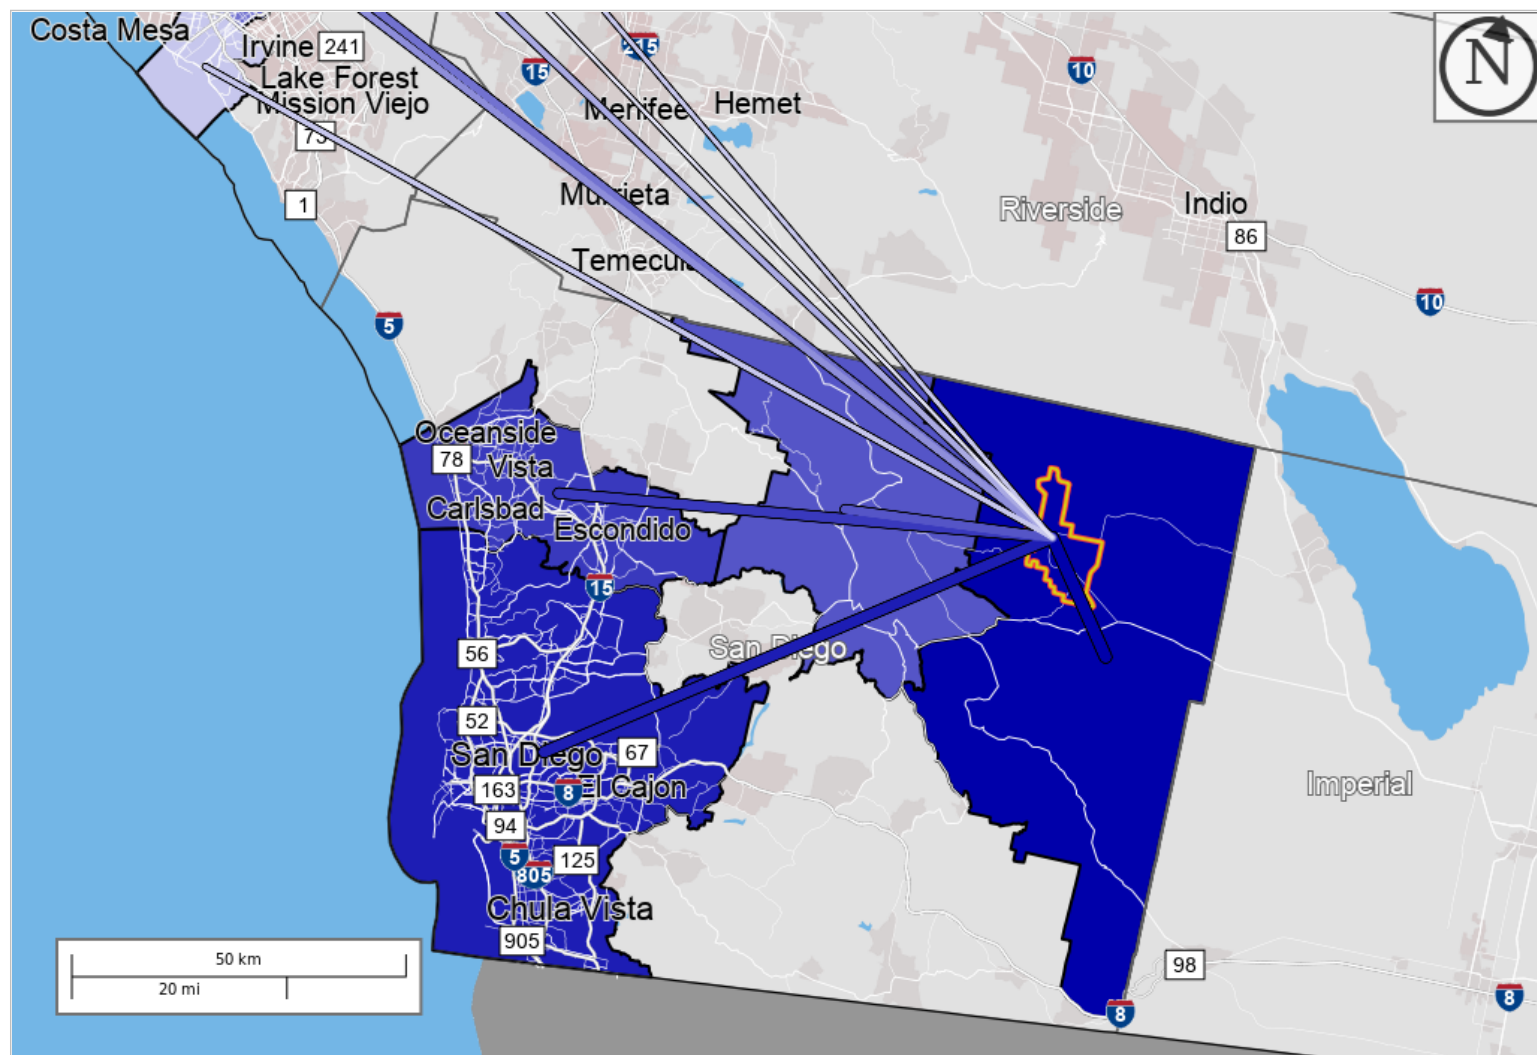 Costa Mesa
Irvine
241
Lake Forest
Mission Viejo
73
1
15
215
Menifee
Hemet
10
N
Murrieta
Riverside
Indio
86
Temecula
10
5
Oceanside
78
Vista
Carlsbad
Escondido
15
56
San Diego
52
San Diego
67
163
8
El Cajon
Imperial
94
5
125
805
Chula Vista
905
98
8
8
50 km
20 mi